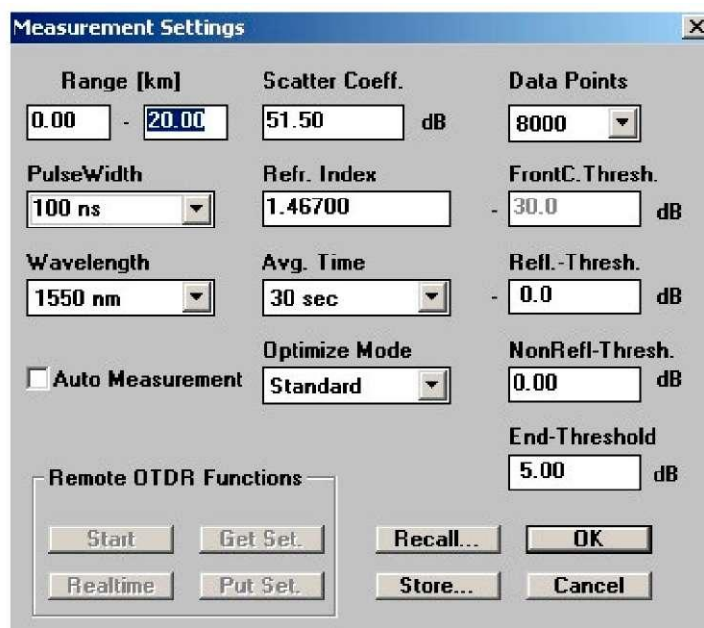 Measurement Settings
Range [km]
0.00 - 20.00
Scatter Coeff.
51.50 dB
Data Points
8000
PulseWidth
100 ns
Refr. Index
1.46700
FrontC.Thresh.
- 30.0 dB
Wavelength
1550 nm
Avg. Time
30 sec
Refl.-Thresh.
- 0.0 dB
Auto Measurement
Optimize Mode
Standard
NonRefl-Thresh.
0.00 dB
End-Threshold
5.00 dB
Remote OTDR Functions
Start Get Set.
Realtime Put Set.
Recall... OK
Store... Cancel